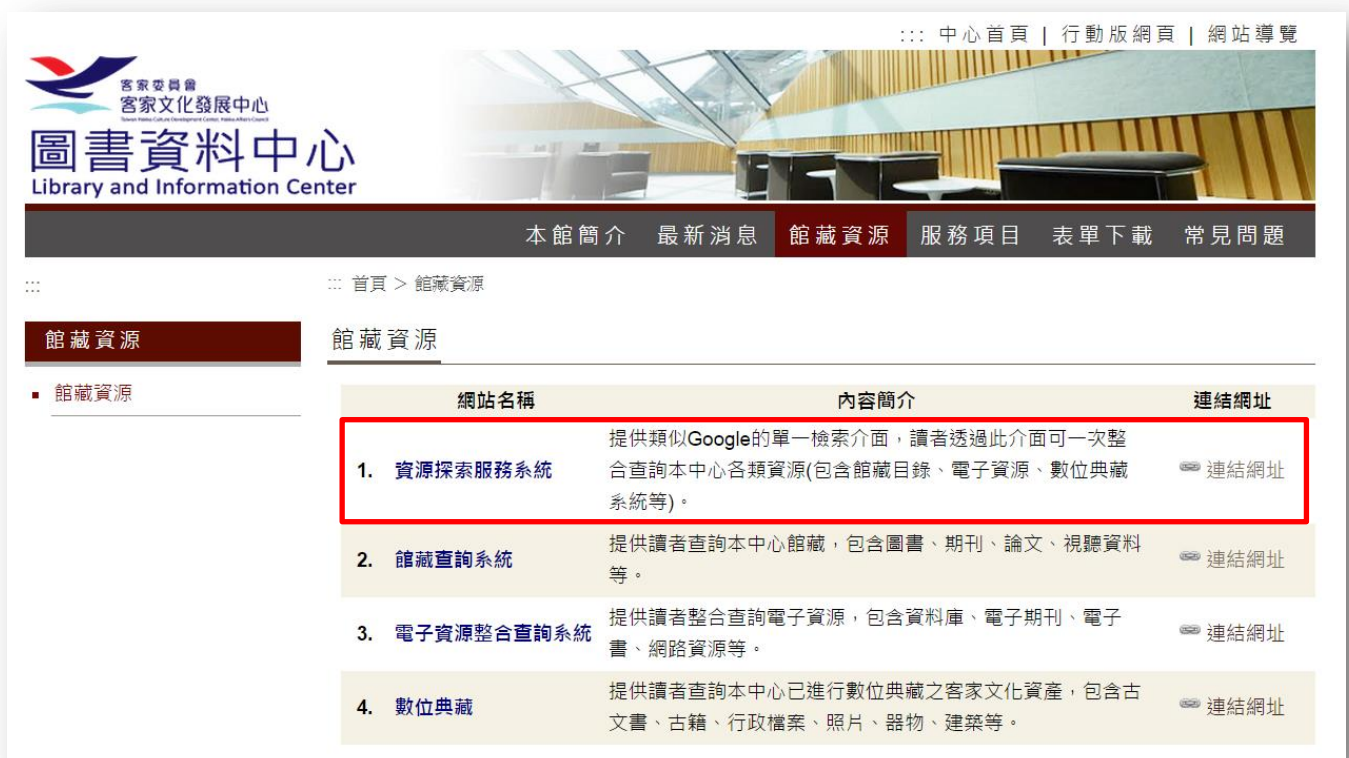 ::: 中心首頁 | 行動版網頁 | 網站導覽
客家委員會
客家文化發展中心
圖書資料中心
Library and Information Center
本館簡介 最新消息 館藏資源 服務項目 表單下載 常見問題
:::
::: 首頁 > 館藏資源
館藏資源
館藏資源
▪ 館藏資源
網站名稱 內容簡介 連結網址
提供類似Google的單一檢索介面，讀者透過此介面可一次整
1. 資源探索服務系統 合查詢本中心各類資源(包含館藏目錄、電子資源、數位典藏 連結網址
系統等)。
提供讀者查詢本中心館藏，包含圖書、期刊、論文、視聽資料
2. 館藏查詢系統 連結網址
等。
提供讀者整合查詢電子資源，包含資料庫、電子期刊、電子
3. 電子資源整合查詢系統 連結網址
書、網路資源等。
提供讀者查詢本中心已進行數位典藏之客家文化資產，包含古
4. 數位典藏 連結網址
文書、古籍、行政檔案、照片、器物、建築等。